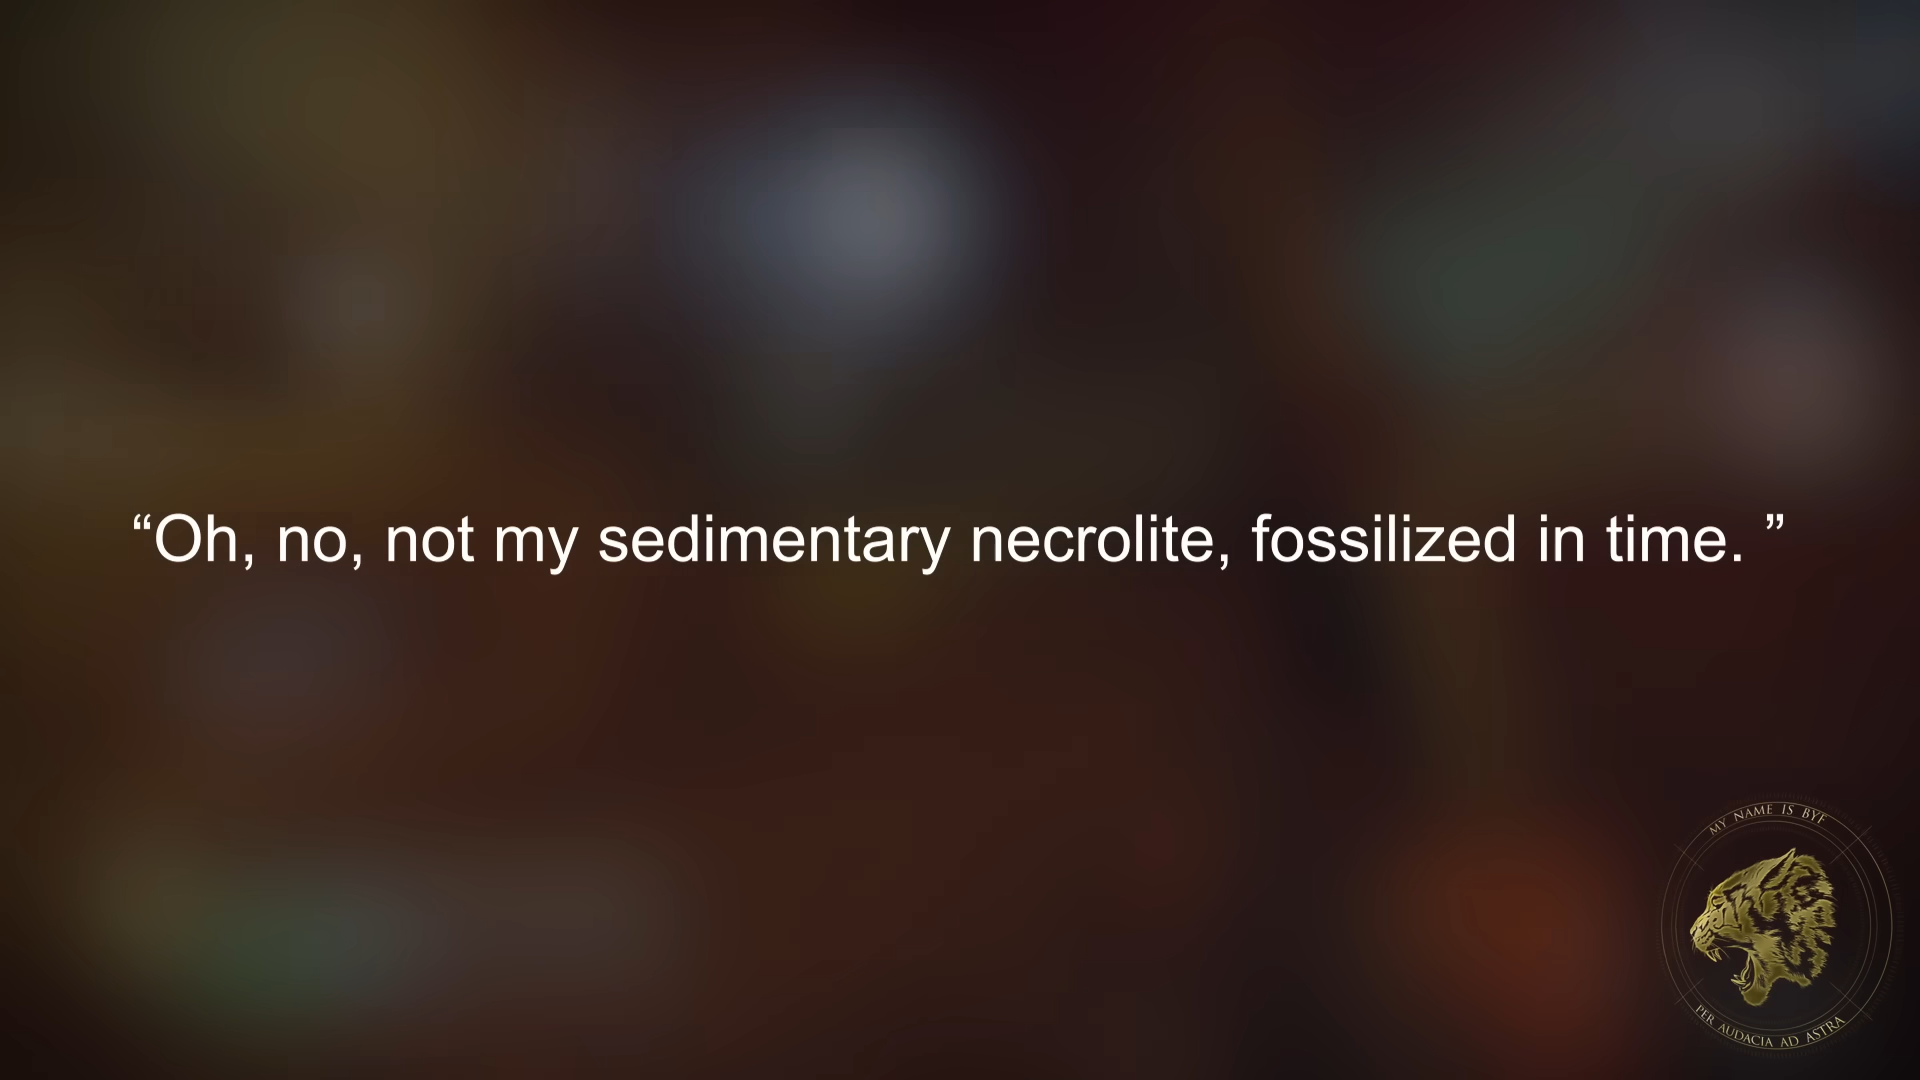 “Oh, no, not my sedimentary necrolite, fossilized in time. ”
MY NAME IS BYF
PER AUDACIA AD ASTRA